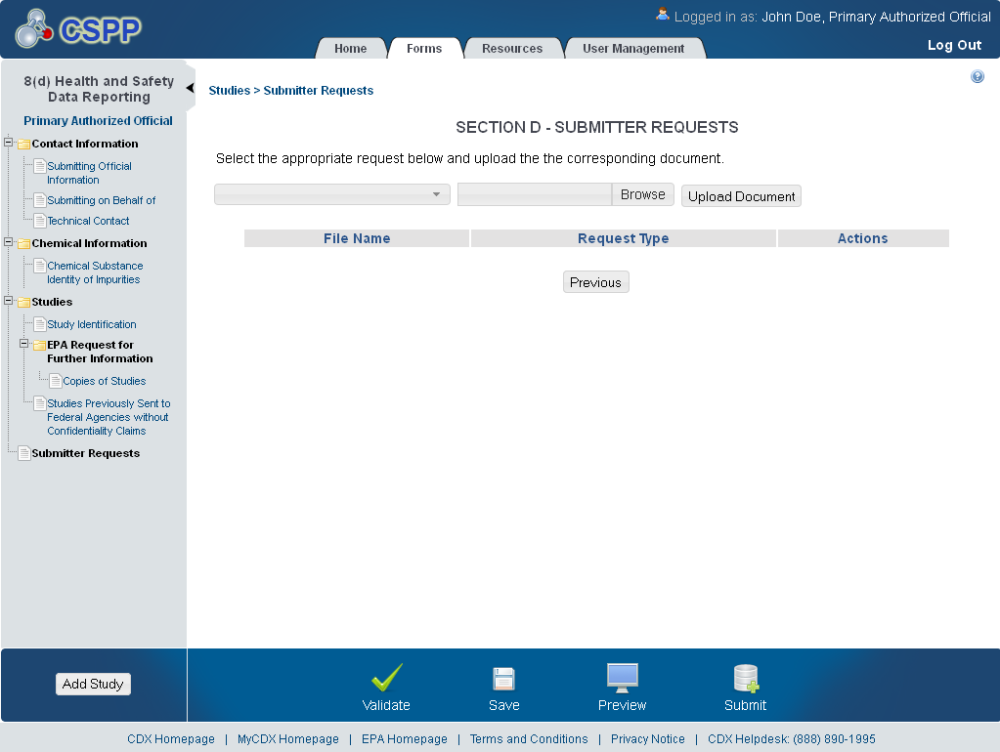 CSPP
Logged in as: John Doe, Primary Authorized Official
Home
Forms
Resources
User Management
Log Out
8(d) Health and Safety
Data Reporting
Primary Authorized Official
Contact Information
Submitting Official
Information
Submitting on Behalf of
Technical Contact
Chemical Information
Chemical Substance
Identity of Impurities
Studies
Study Identification
EPA Request for
Further Information
Copies of Studies
Studies Previously Sent to
Federal Agencies without
Confidentiality Claims
Submitter Requests
?
Studies > Submitter Requests
SECTION D - SUBMITTER REQUESTS
Select the appropriate request below and upload the the corresponding document.
Browse
Upload Document
File Name
Request Type
Actions
Previous
Add Study
Validate
Save
Preview
Submit
CDX Homepage | MyCDX Homepage | EPA Homepage | Terms and Conditions | Privacy Notice | CDX Helpdesk: (888) 890-1995